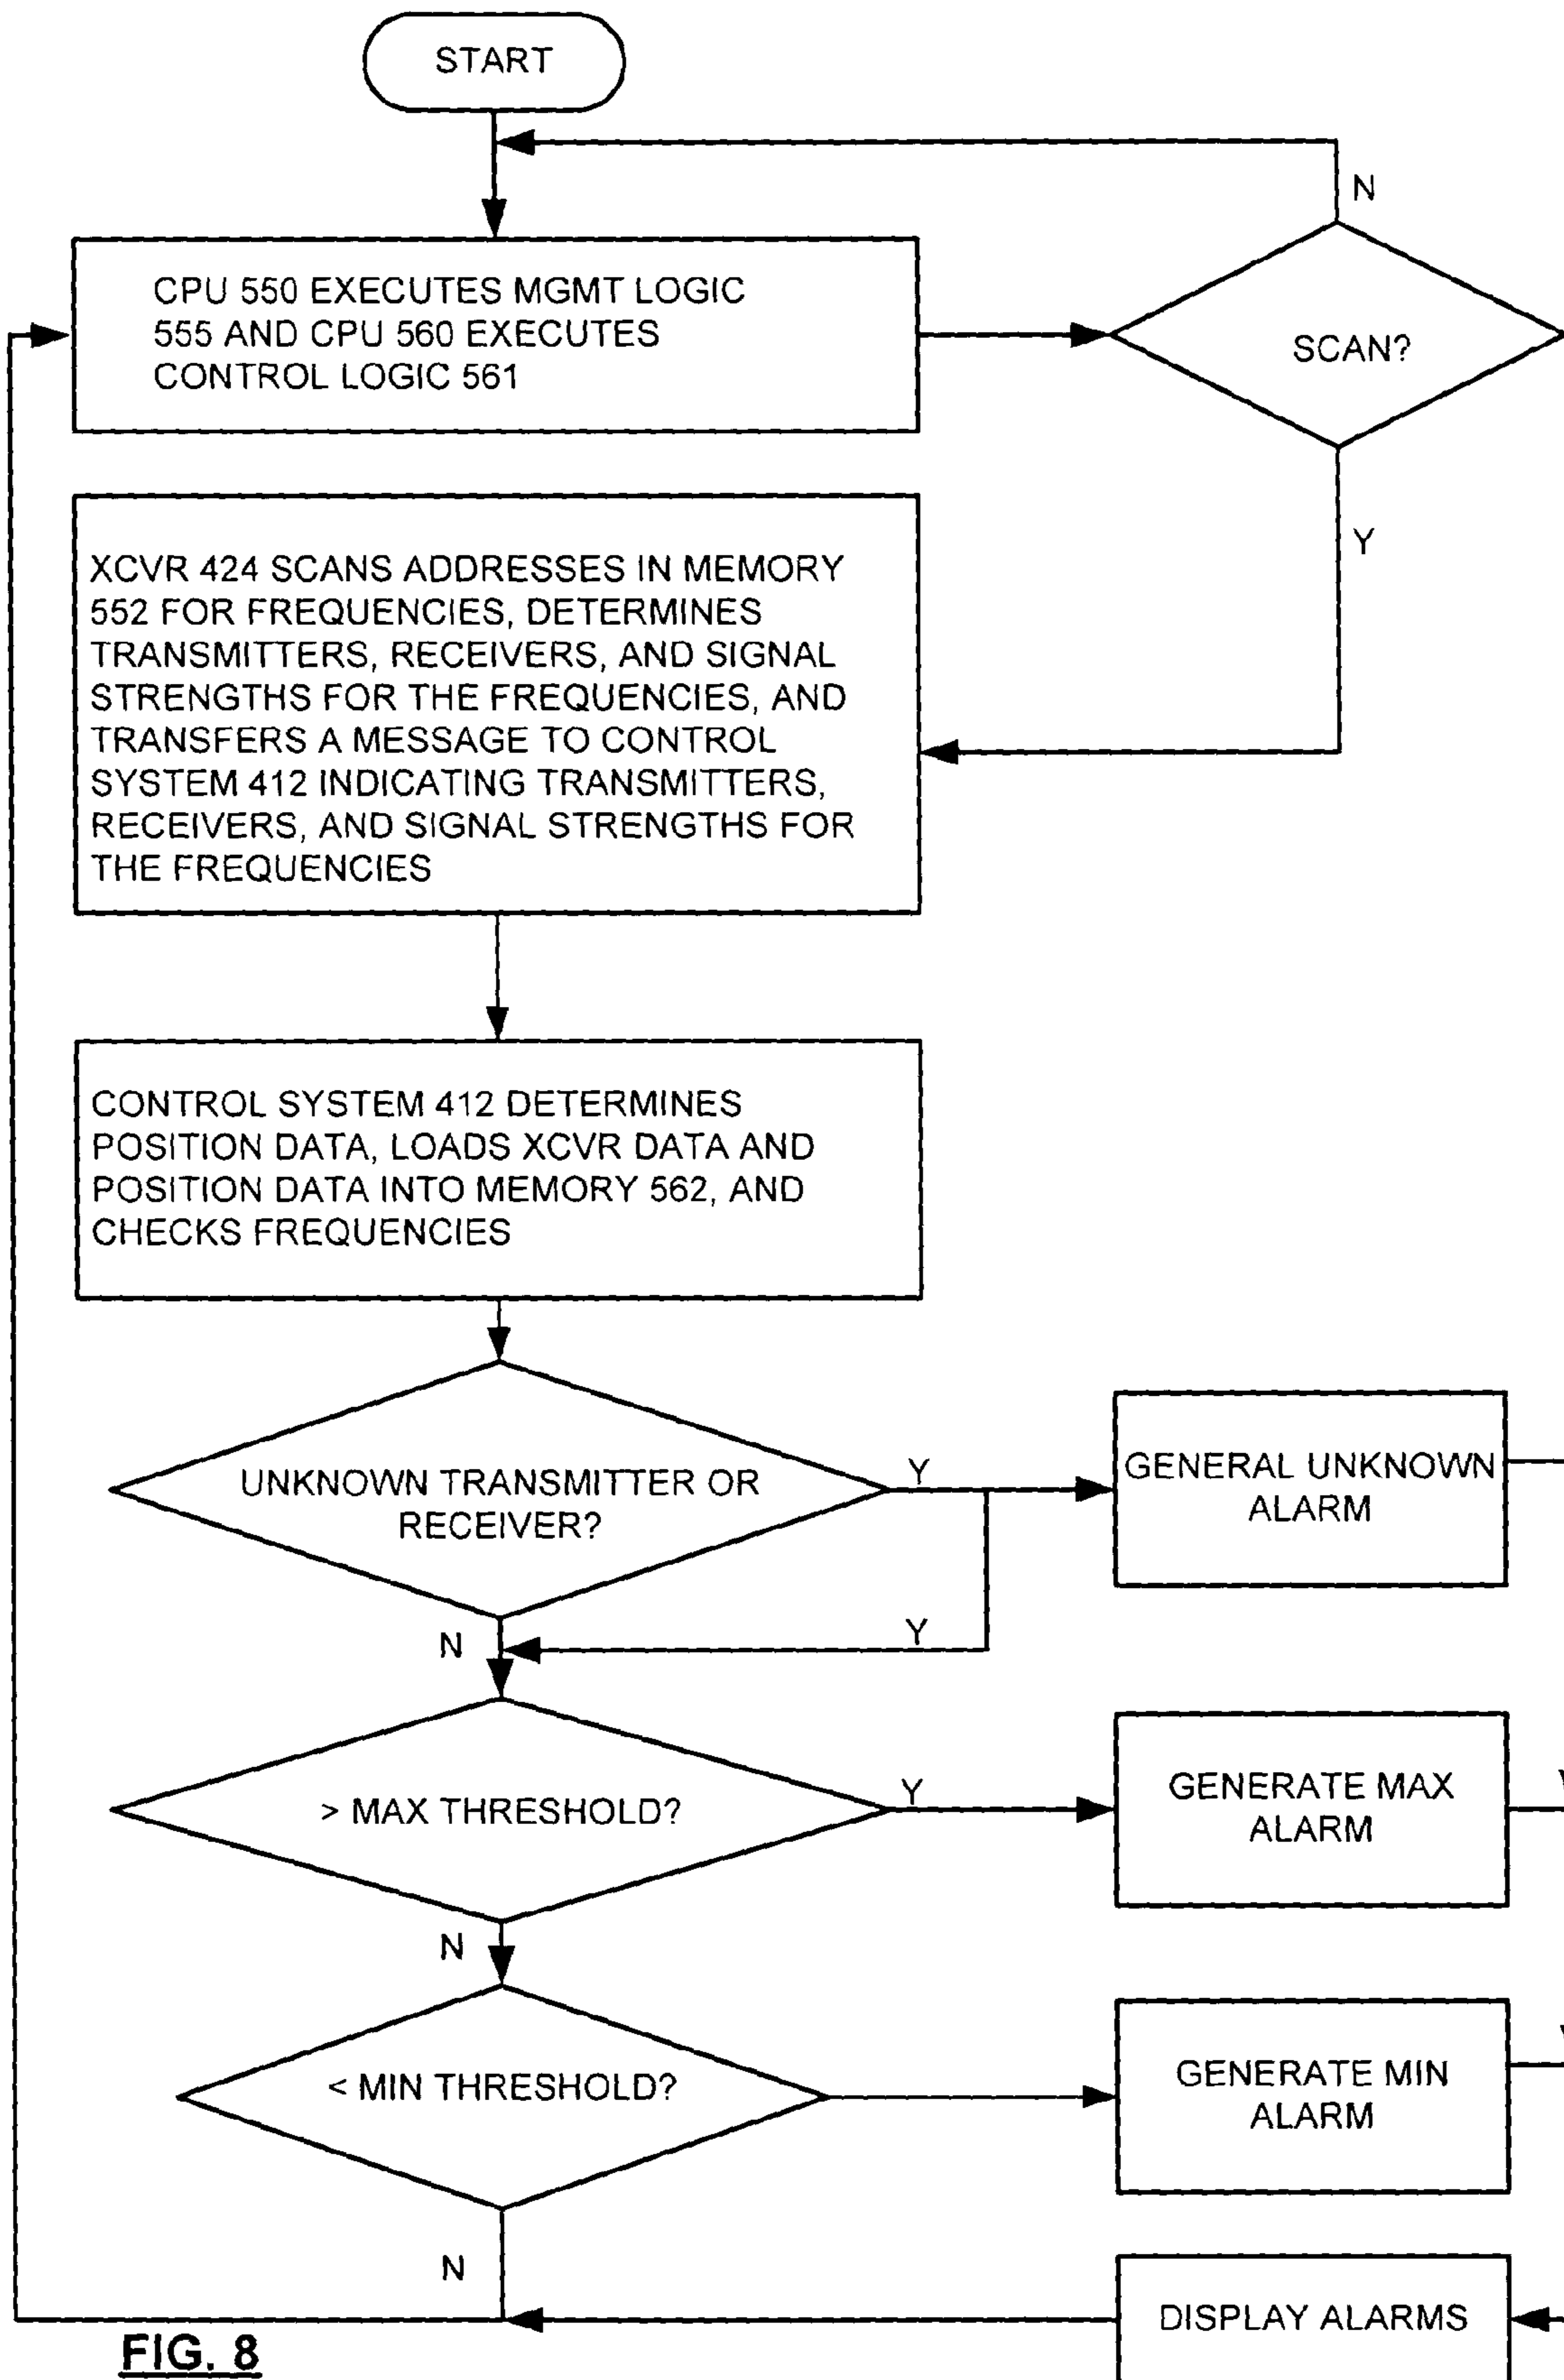 START
N
CPU 550 EXECUTES MGMT LOGIC
555 AND CPU 560 EXECUTES
CONTROL LOGIC 561
SCAN?
Y
XCVR 424 SCANS ADDRESSES IN MEMORY
552 FOR FREQUENCIES, DETERMINES
TRANSMITTERS, RECEIVERS, AND SIGNAL
STRENGTHS FOR THE FREQUENCIES, AND
TRANSFERS A MESSAGE TO CONTROL
SYSTEM 412 INDICATING TRANSMITTERS,
RECEIVERS, AND SIGNAL STRENGTHS FOR
THE FREQUENCIES
CONTROL SYSTEM 412 DETERMINES
POSITION DATA, LOADS XCVR DATA AND
POSITION DATA INTO MEMORY 562, AND
CHECKS FREQUENCIES
UNKNOWN TRANSMITTER OR
RECEIVER?
Y
GENERAL UNKNOWN
ALARM
N
Y
> MAX THRESHOLD?
Y
GENERATE MAX
ALARM
N
< MIN THRESHOLD?
GENERATE MIN
ALARM
N
DISPLAY ALARMS
FIG. 8